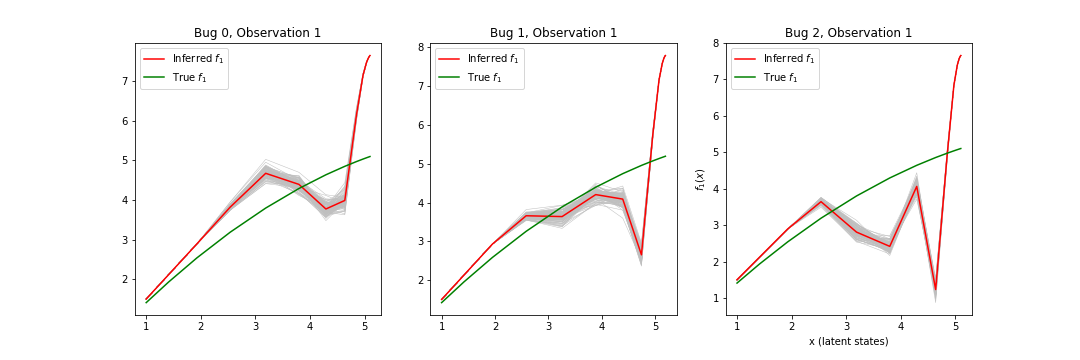 Bug 0, Observation 1
Inferred f₁
True f₁
7
6
5
4
3
2
1 2 3 4 5
Bug 1, Observation 1
Inferred f₁
True f₁
8
7
6
5
4
3
2
1 2 3 4 5
Bug 2, Observation 1
Inferred f₁
True f₁
f₁(x)
8
7
6
5
4
3
2
1
1 2 3 4 5
x (latent states)